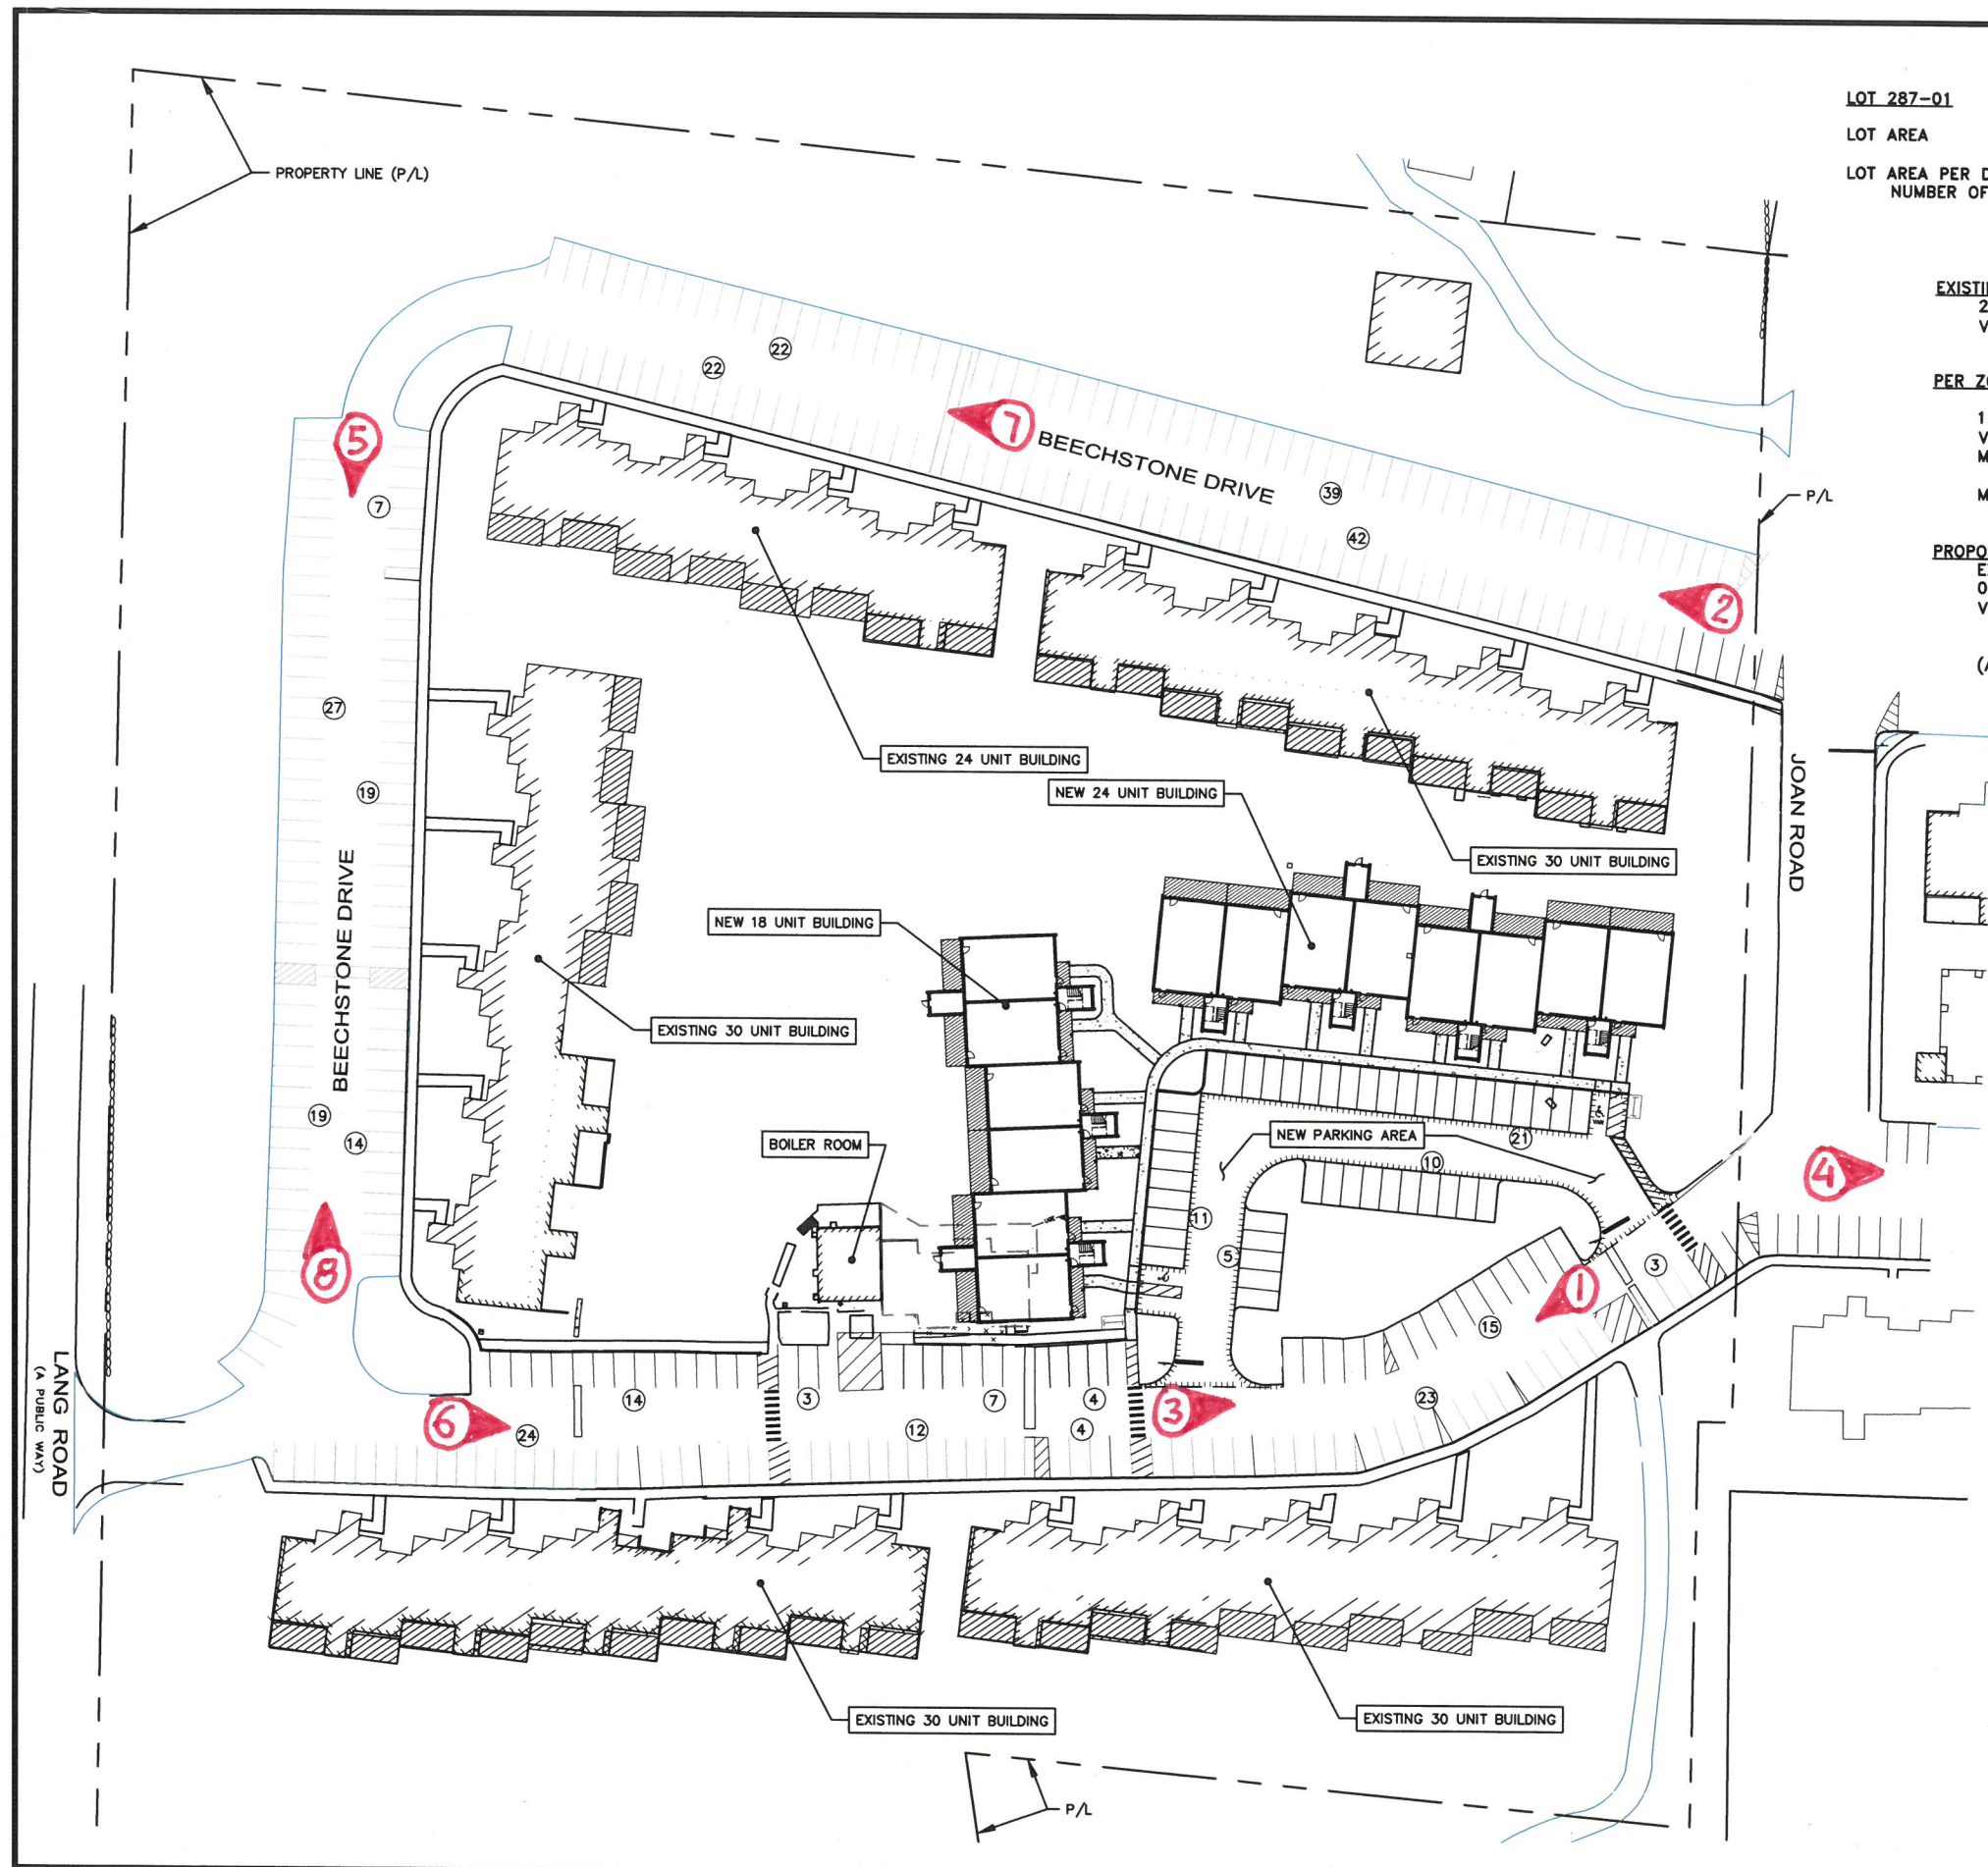 LOT 287-01
LOT AREA
LOT AREA PER
NUMBER OF
PROPERTY LINE (P/L)
22
22
5
7
7
BEECHSTONE DRIVE
39
42
P/L
2
PER
1
V
M
M
2
V
E
V
(A
27
19
BEECHSTONE DRIVE
19
14
8
EXISTING 24 UNIT BUILDING
NEW 24 UNIT BUILDING
EXISTING 30 UNIT BUILDING
JOAN ROAD
NEW 18 UNIT BUILDING
EXISTING 30 UNIT BUILDING
BOILER ROOM
NEW PARKING AREA
21
VAN
10
11
5
4
3
1
15
23
LANG ROAD
(A PUBLIC WAY)
6
24
14
3
12
7
4
4
3
EXISTING 30 UNIT BUILDING
EXISTING 30 UNIT BUILDING
P/L